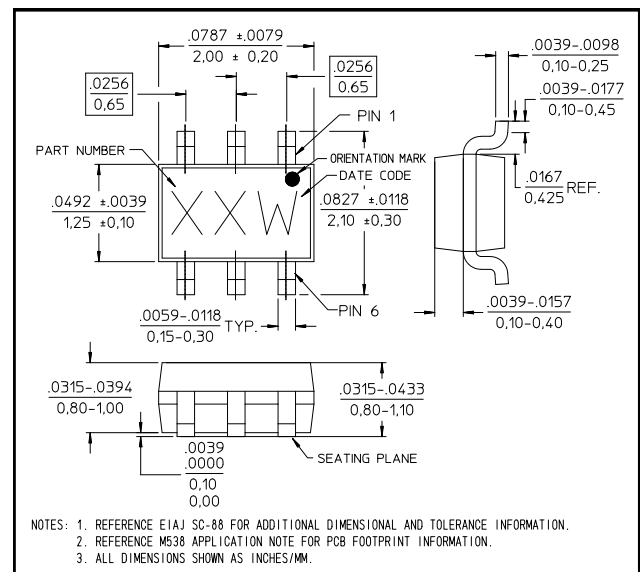 .0787 ±.0079
2,00 ± 0,20
.0256
0,65
.0256
0.65
.0039-.0098
0,10-0,25
.0039-.0177
0,10-0,45
PIN 1
PART NUMBER
ORIENTATION MARK
DATE CODE
.0492 ±.0039
1,25 ±0,10
XXW
.0827 ±.0118
2,10 ±0,30
.0167
0,425 REF.
.0059-.0118
0,15-0,30 TYP.
PIN 6
.0039-.0157
0,10-0,40
.0315-.0394
0,80-1,00
.0315-.0433
0,80-1,10
.0039
.0000
0,10
0,00
SEATING PLANE
NOTES: 1. REFERENCE EIAJ SC-88 FOR ADDITIONAL DIMENSIONAL AND TOLERANCE INFORMATION.
2. REFERENCE M538 APPLICATION NOTE FOR PCB FOOTPRINT INFORMATION.
3. ALL DIMENSIONS SHOWN AS INCHES/MM.